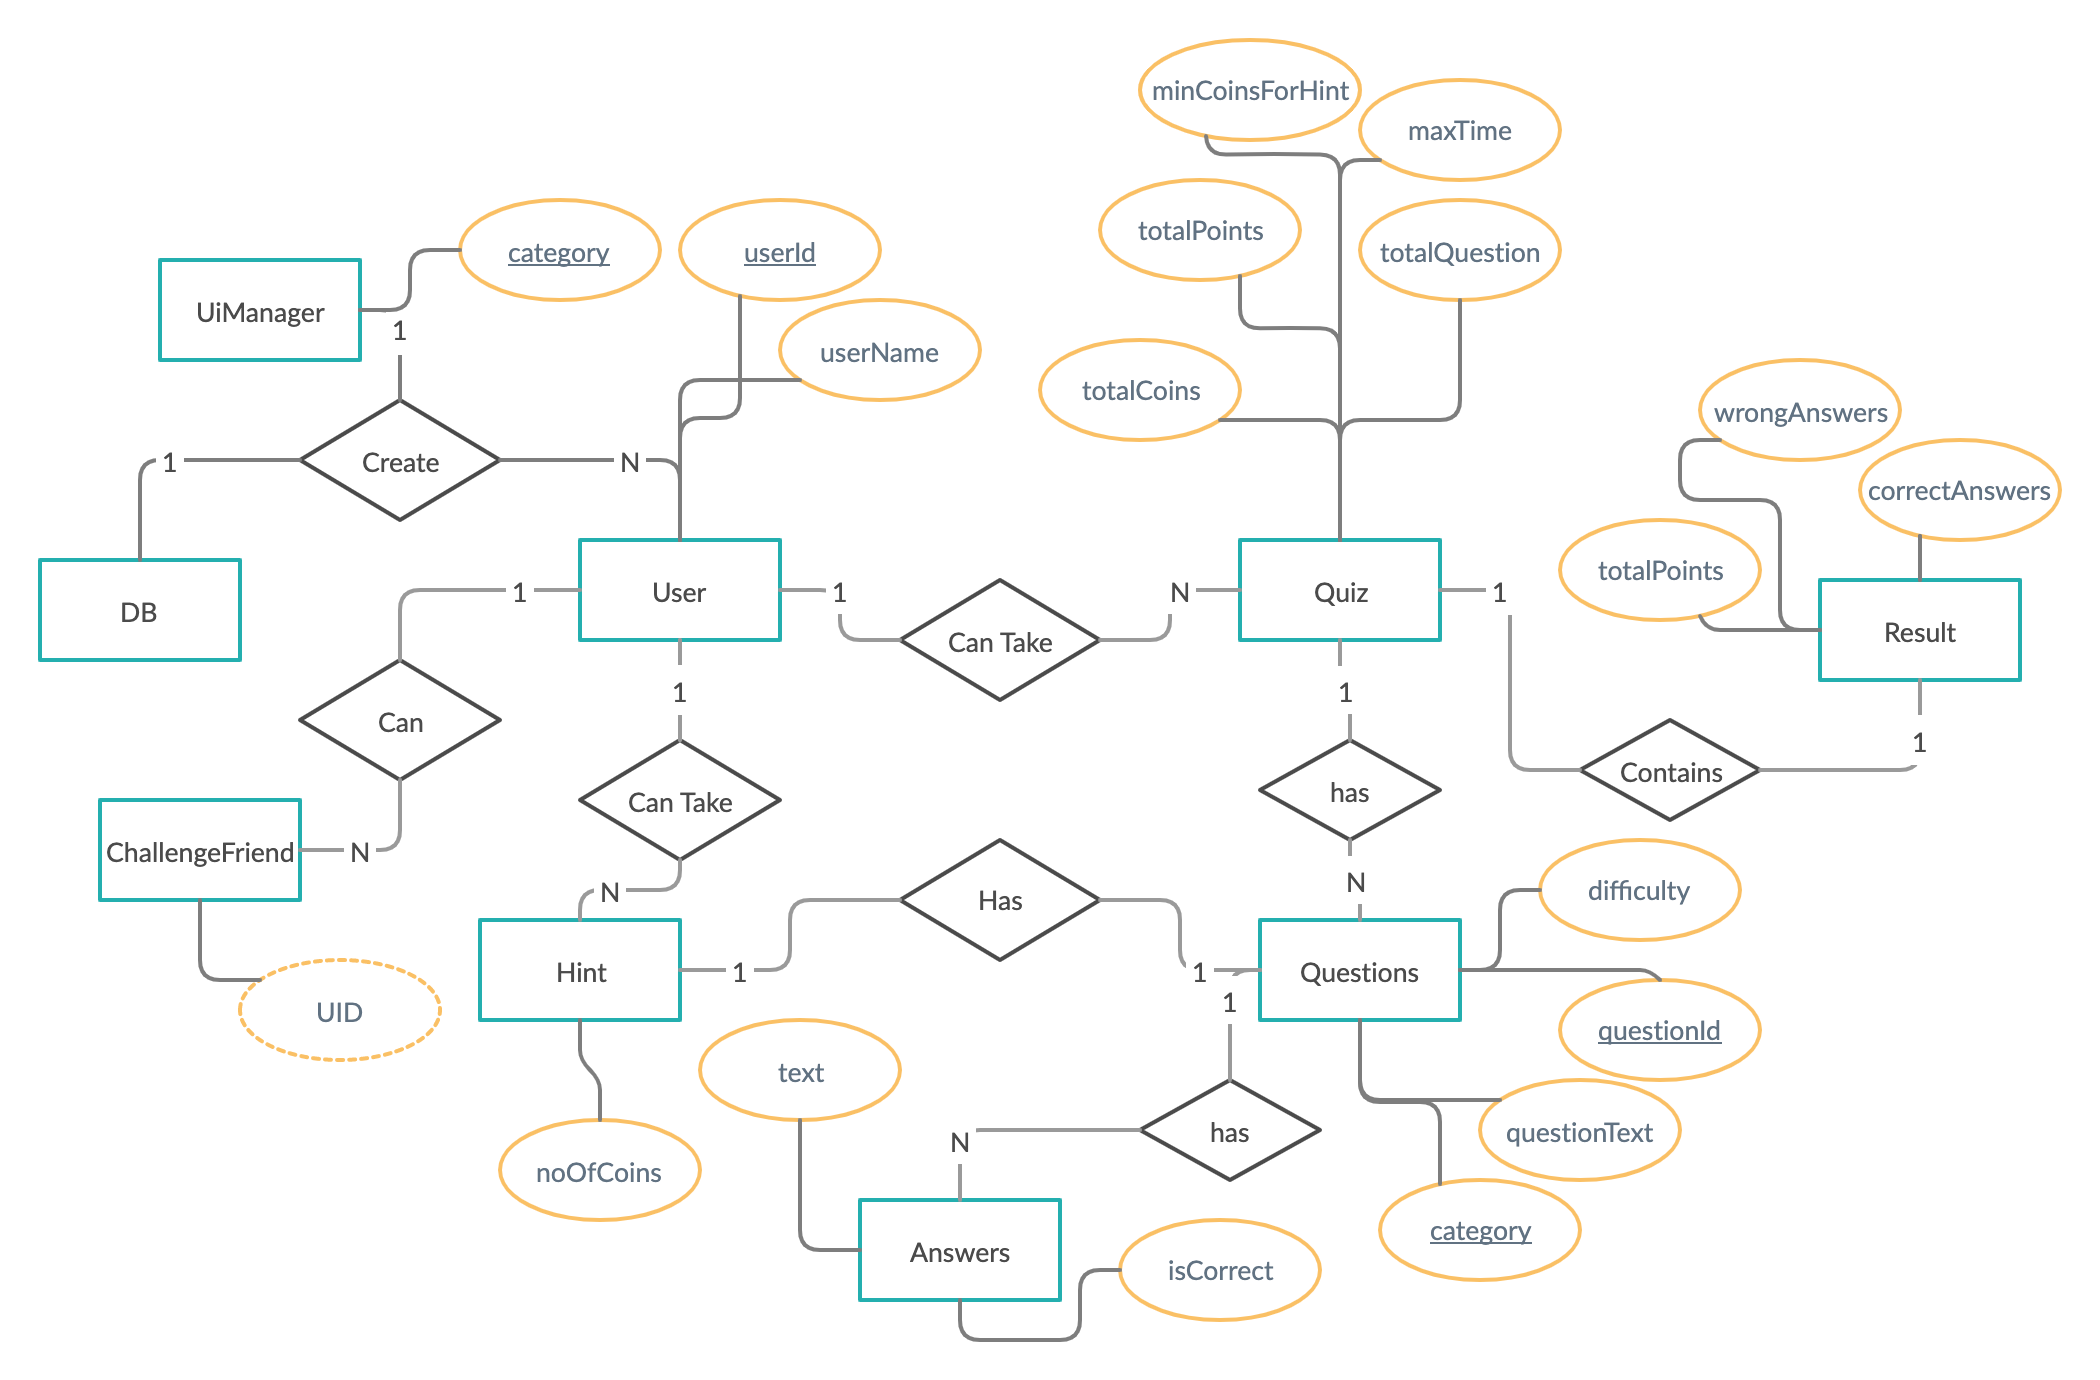 minCoinsForHint
maxTime
totalPoints
totalQuestion
category
userId
UiManager
1
userName
totalCoins
wrongAnswers
1
Create
N
correctAnswers
totalPoints
DB
1
User
1
N
Quiz
1
Result
Can Take
1
1
Can
Can Take
has
Contains
1
ChallengeFriend
N
N
Has
N
difficulty
Hint
1
1
Questions
1
UID
text
questionId
N
has
questionText
noOfCoins
category
Answers
isCorrect